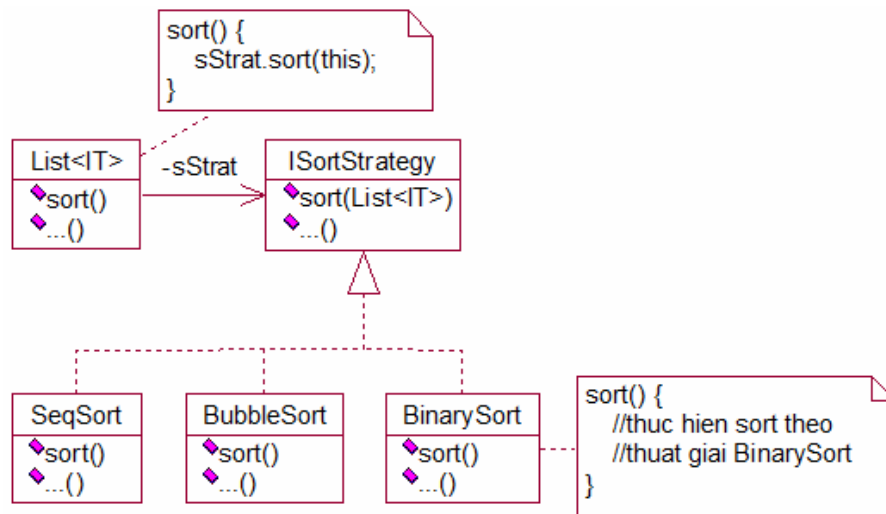 sort() {
sStrat.sort(this);
}
List<IT>
sort()
...()
-sStrat
ISortStrategy
sort(List<IT>)
...()
SeqSort
sort()
...()
BubbleSort
sort()
...()
BinarySort
sort()
...()
sort() {
//thuc hien sort theo
//thuat giai BinarySort
}